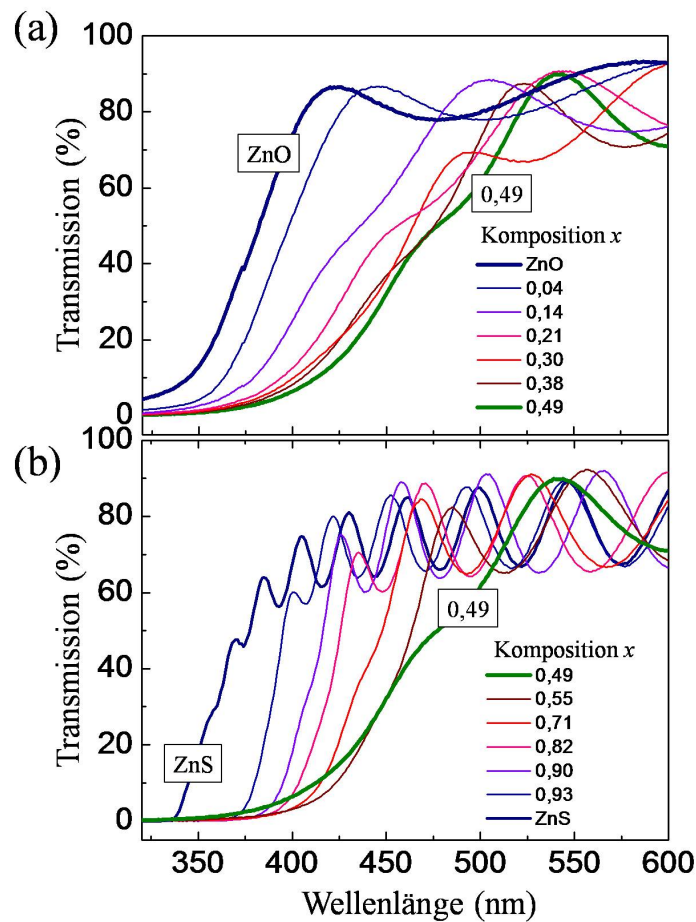 (a)
100
80
60
40
20
0
Transmission (%)
ZnO
0,49
Komposition x
ZnO
0,04
0,14
0,21
0,30
0,38
0,49
(b)
100
80
60
40
20
0
Transmission (%)
ZnS
0,49
Komposition x
0,49
0,55
0,71
0,82
0,90
0,93
ZnS
350 400 450 500 550 600
Wellenlänge (nm)